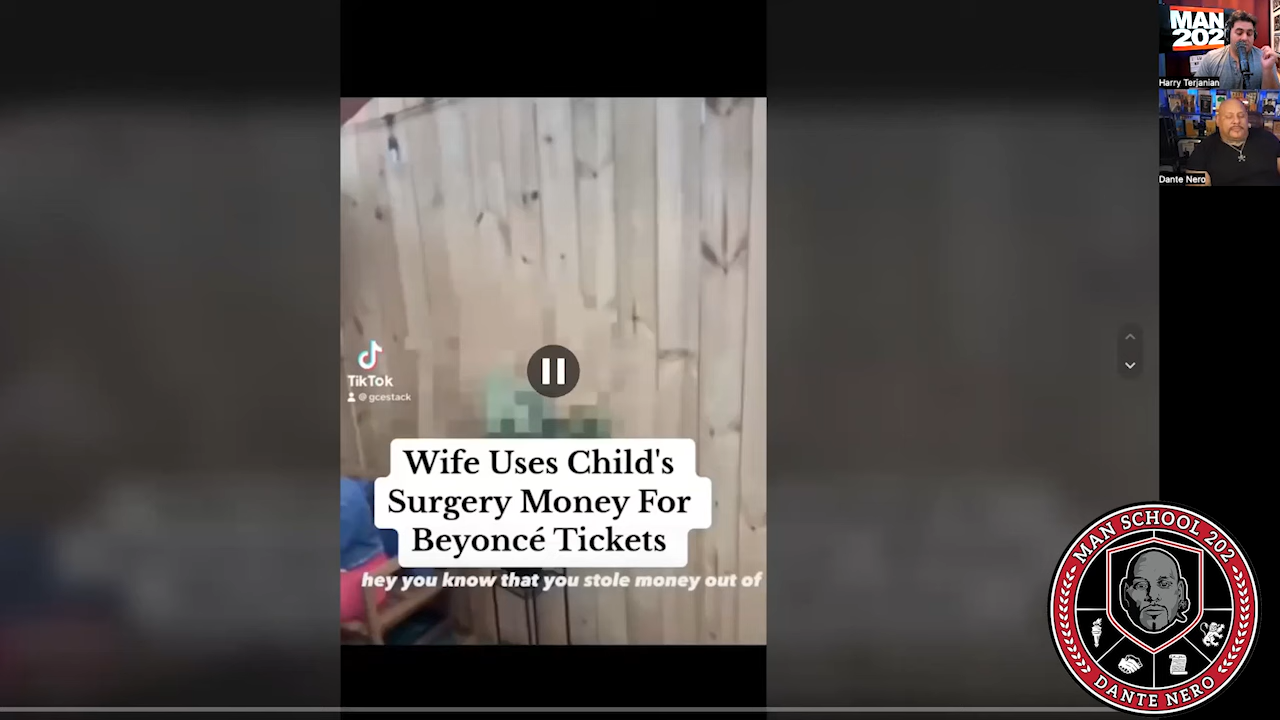 MAN
202
Harry Terjanian
Dante Nero
TikTok
@ gcestack
Wife Uses Child's
Surgery Money For
Beyoncé Tickets
hey you know that you stole money out of
MAN SCHOOL 202
DANTE NERO